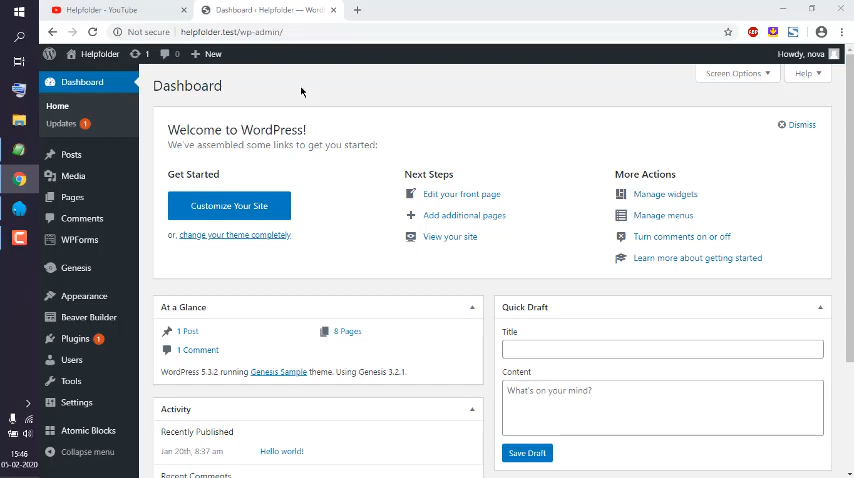 Helpfolder - YouTube
Dashboard ‹ Helpfolder — Word
Not secure | helpfolder.test/wp-admin/
ABP
Helpfolder 1 0 New
Howdy, nova
Dashboard
Home
Updates 1
Posts
Media
Pages
Comments
WPForms
Genesis
Appearance
Beaver Builder
Plugins 1
Users
Tools
Settings
Atomic Blocks
Collapse menu
Screen Options
Help
Dashboard
Welcome to WordPress!
Dismiss
We've assembled some links to get you started:
Get Started
Customize Your Site
or, change your theme completely
Next Steps
Edit your front page
Add additional pages
View your site
More Actions
Manage widgets
Manage menus
Turn comments on or off
Learn more about getting started
At a Glance
1 Post
8 Pages
1 Comment
WordPress 5.3.2 running Genesis Sample theme. Using Genesis 3.2.1.
Activity
Recently Published
Jan 20th, 8:37 am Hello world!
Recent Comments
Quick Draft
Title
Content
What's on your mind?
Save Draft
15:46
05-02-2020